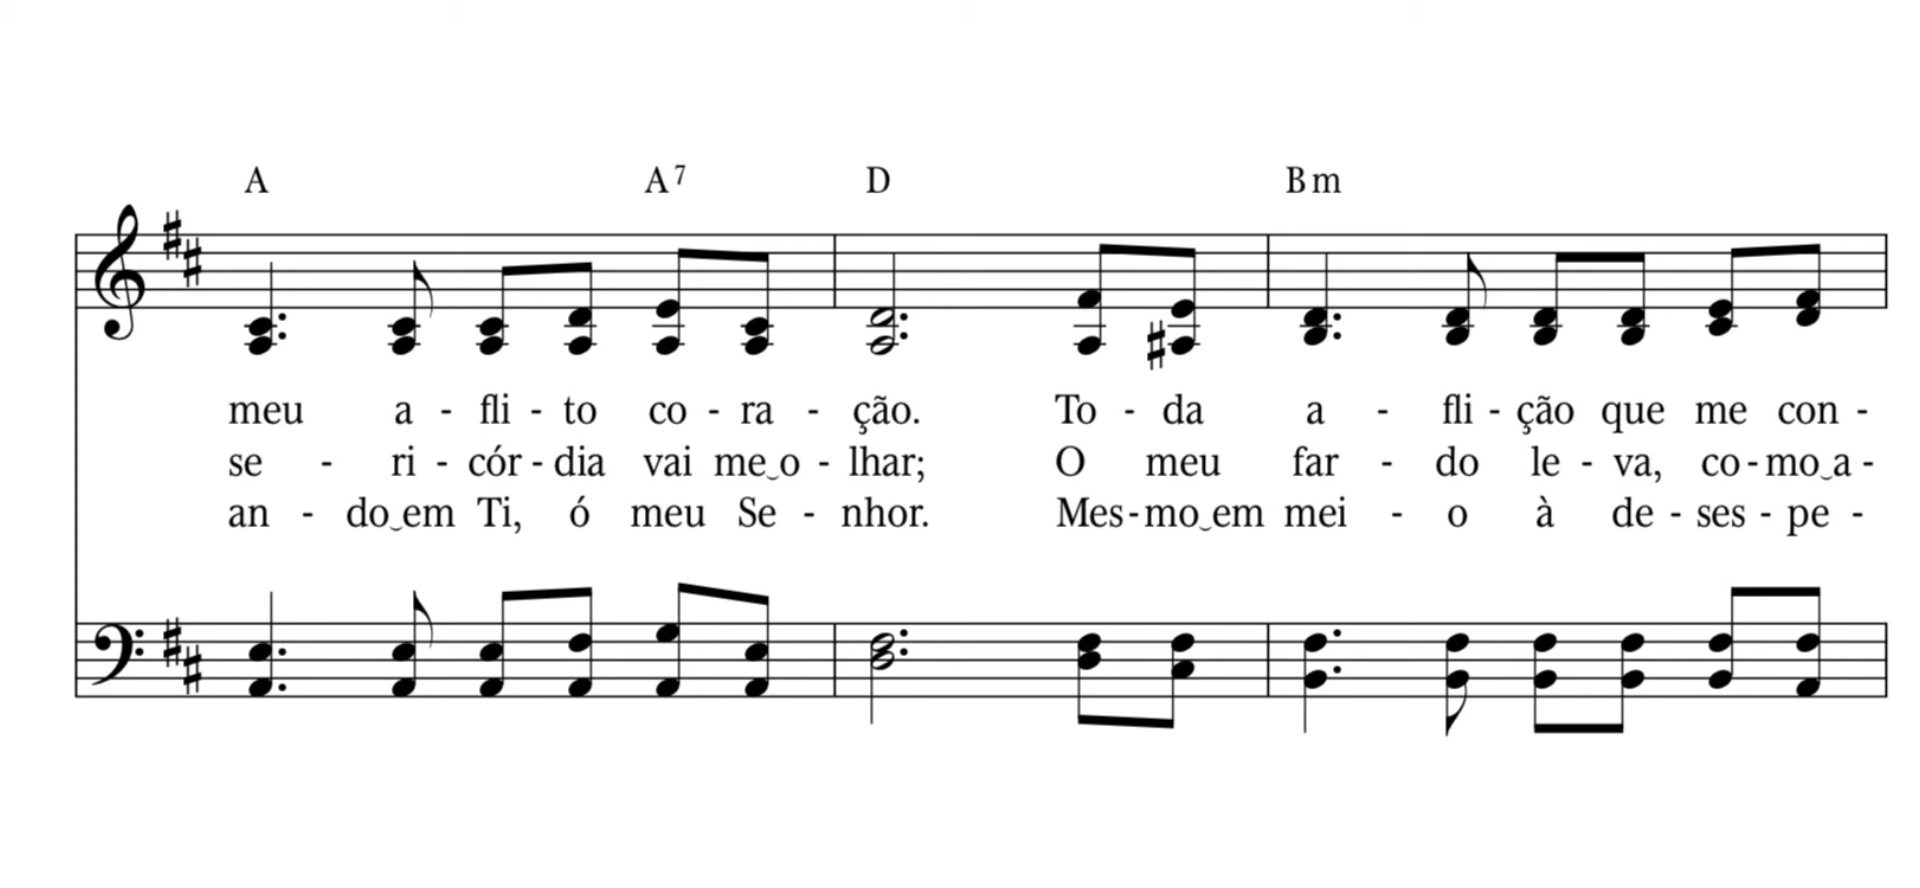 A A7 D Bm
meu a - fli - to co - ra - ção. To - da a - fli - ção que me con -
se - ri - cór - dia vai me‿o - lhar; O meu far - do le - va, co - mo‿a -
an - do‿em Ti, ó meu Se - nhor. Mes - mo‿em mei - o à de - ses - pe -